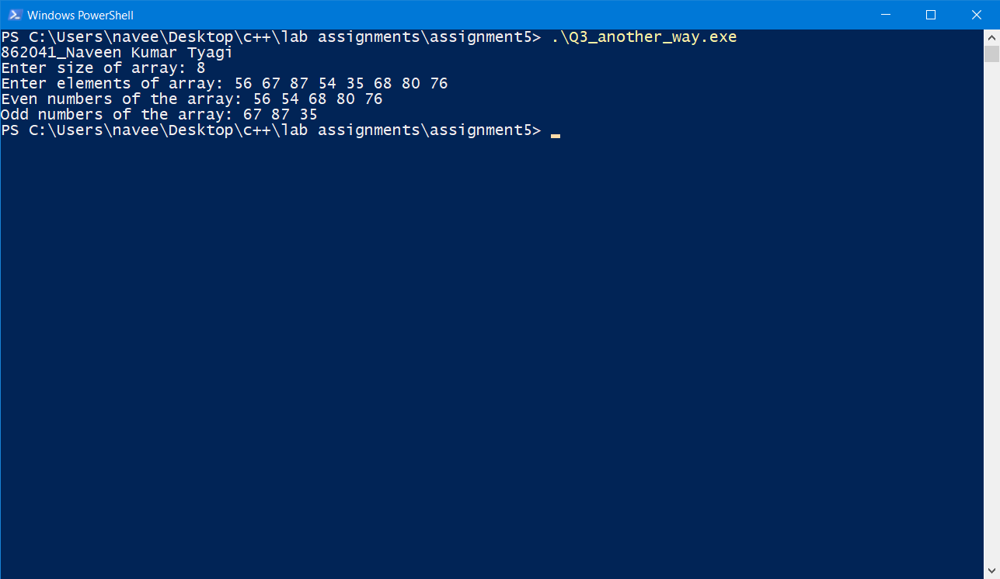 Windows PowerShell
PS C:\Users\navee\Desktop\c++\lab assignments\assignment5> .\Q3_another_way.exe
862041_Naveen Kumar Tyagi
Enter size of array: 8
Enter elements of array: 56 67 87 54 35 68 80 76
Even numbers of the array: 56 54 68 80 76
Odd numbers of the array: 67 87 35
PS C:\Users\navee\Desktop\c++\lab assignments\assignment5>